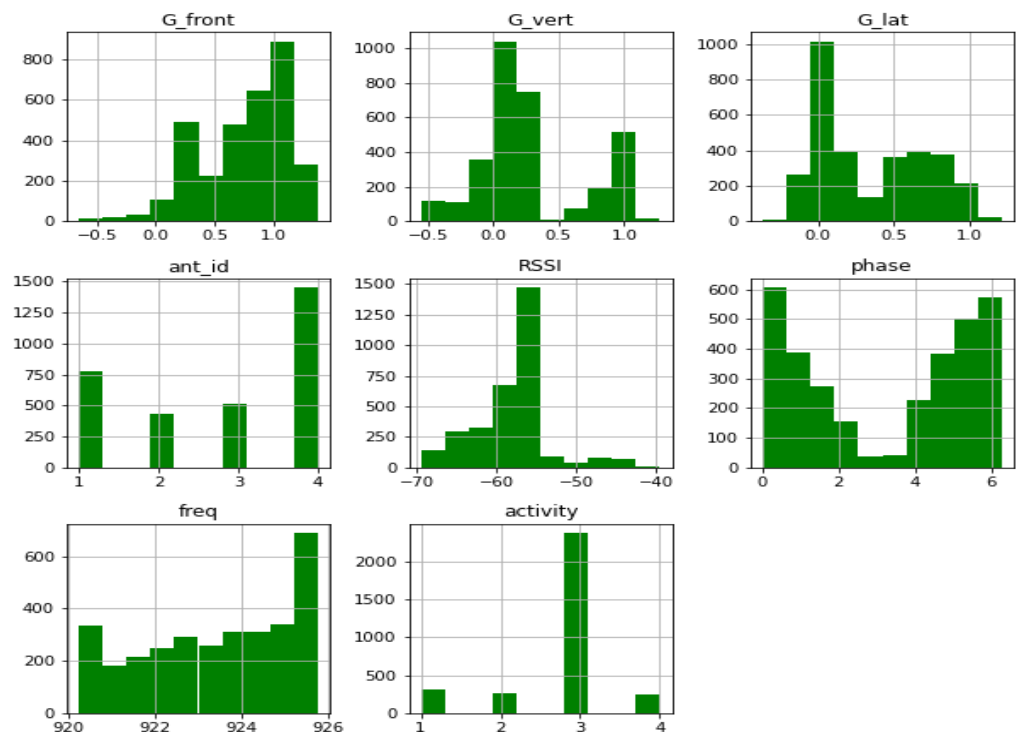 G_front G_vert G_lat
800 1000 1000
600 800 800
400 600 600
200 400 400
0 200 200
0 0
−0.5 0.0 0.5 1.0 −0.5 0.0 0.5 1.0 0.0 0.5 1.0
ant_id RSSI phase
1500 1500 600
1250 1250 500
1000 1000 400
750 750 300
500 500 200
250 250 100
0 0 0
1 2 3 4 −70 −60 −50 −40 0 2 4 6
freq activity
600 2000
400 1500
200 1000
0 500
0
920 922 924 926 1 2 3 4